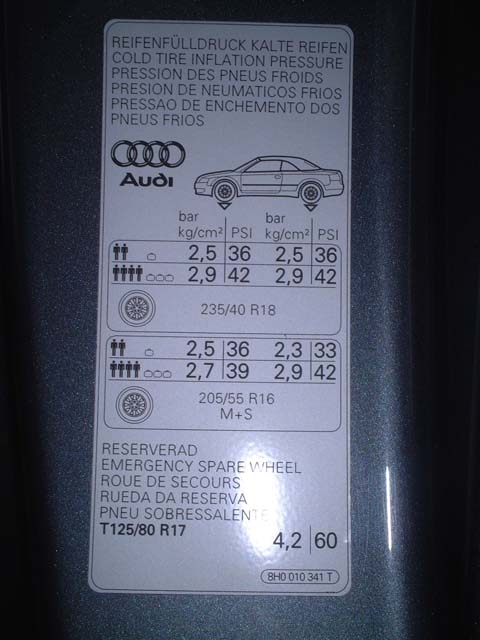 REIFENFÜLLDRUCK KALTE REIFEN
COLD TIRE INFLATION PRESSURE
PRESSION DES PNEUS FROIDS
PRESION DE NEUMATICOS FRIOS
PRESSAO DE ENCHEMENTO DOS
PNEUS FRIOS
Audi
bar bar
kg/cm² PSI kg/cm² PSI
2,5 36 2,5 36
2,9 42 2,9 42
235/40 R18
2,5 36 2,3 33
2,7 39 2,9 42
205/55 R16
M+S
RESERVERAD
EMERGENCY SPARE WHEEL
ROUE DE SECOURS
RUEDA DA RESERVA
PNEU SOBRESSALENTE
T125/80 R17
4,2 60
8H0 010 341 T